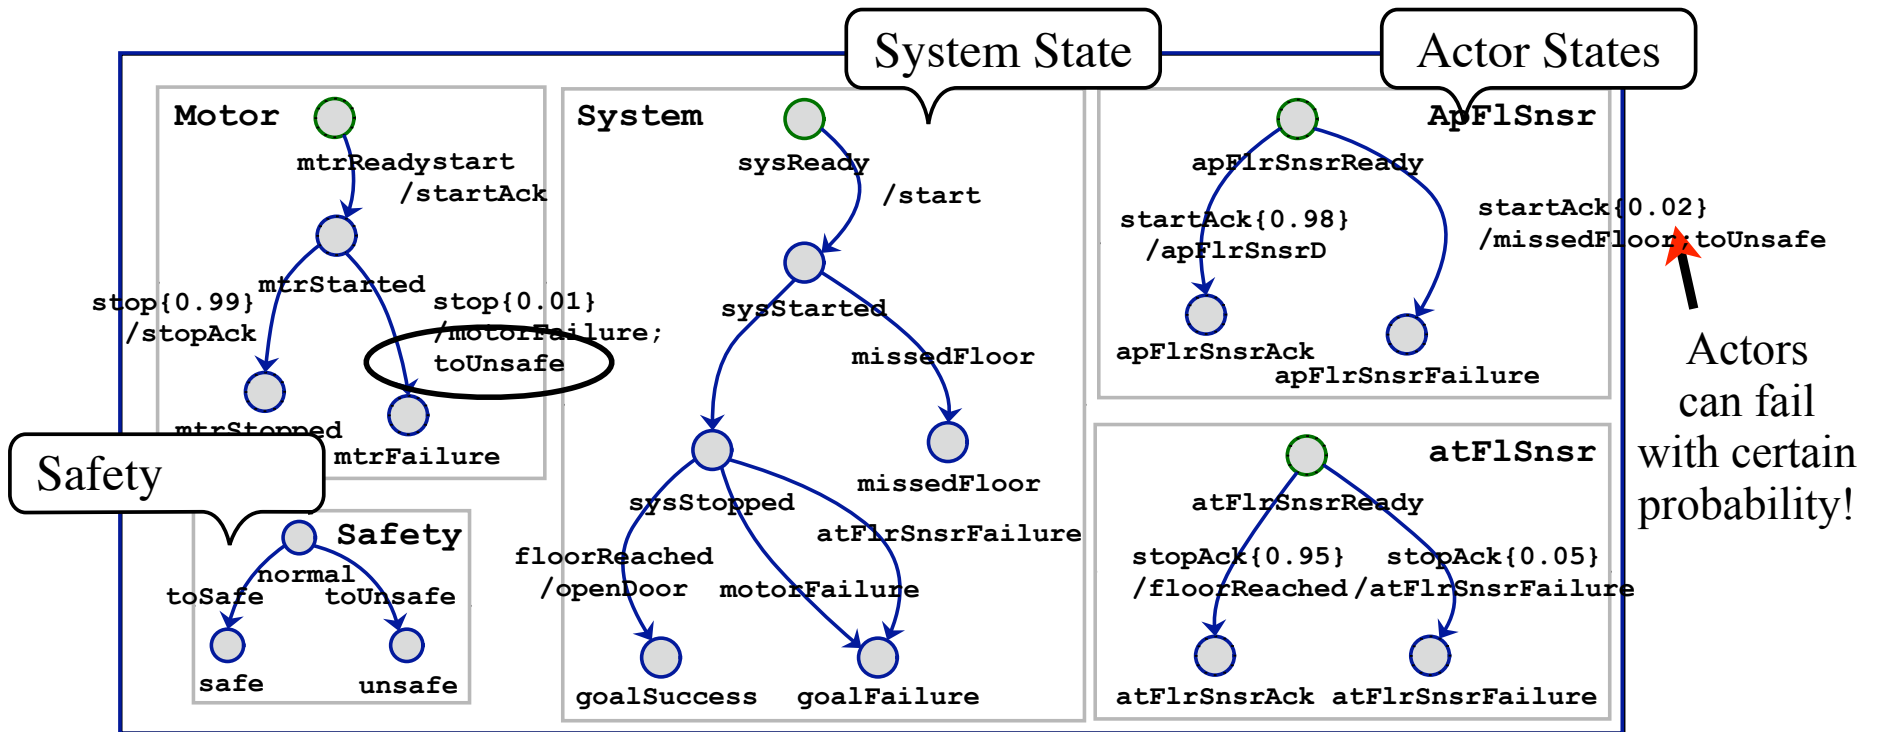 System State
Actor States
Motor
mtrReady
start
/startAck
mtrStarted
stop{0.99}
/stopAck
stop{0.01}
/motorFailure;
toUnsafe
mtrStopped
mtrFailure
Safety
Safety
normal
toSafe
toUnsafe
safe
unsafe
System
sysReady
/start
sysStarted
missedFloor
missedFloor
sysStopped
atFlrSnsrFailure
floorReached
/openDoor
motorFailure
goalSuccess
goalFailure
ApFlSnsr
apFlrSnsrReady
startAck{0.98}
/apFlrSnsrD
startAck{0.02}
/missedFloor;toUnsafe
apFlrSnsrAck
apFlrSnsrFailure
atFlSnsr
atFlrSnsrReady
stopAck{0.95}
/floorReached
stopAck{0.05}
/atFlrSnsrFailure
atFlrSnsrAck
atFlrSnsrFailure
Actors
can fail
with certain
probability!